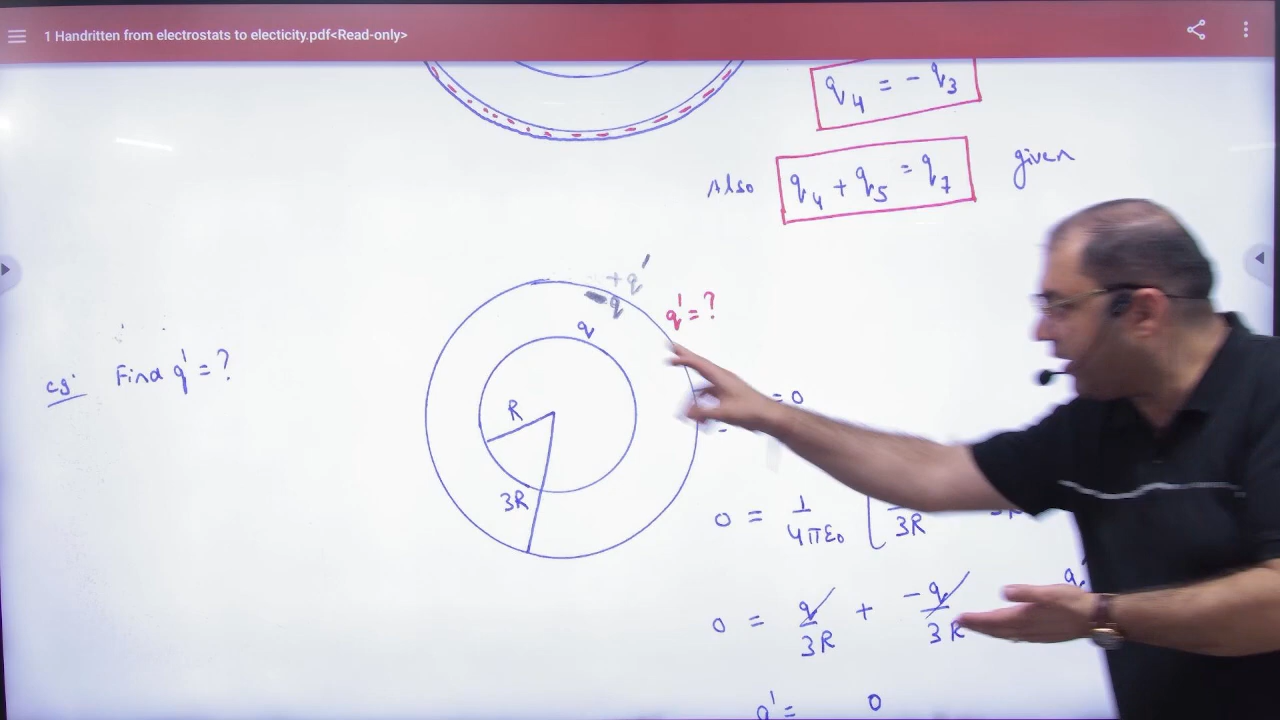 1 Handritten from electrostats to electicity.pdf<Read-only>
q₄ = - q₃
Also q₄ + q₅ = q₇ given
+q'
-q
q' = ?
q
eg: Find q' = ?
R
= 0
3R
0 = 1/4πε₀ [ /3R
0 = q/3R + -q/3R
q' = 0